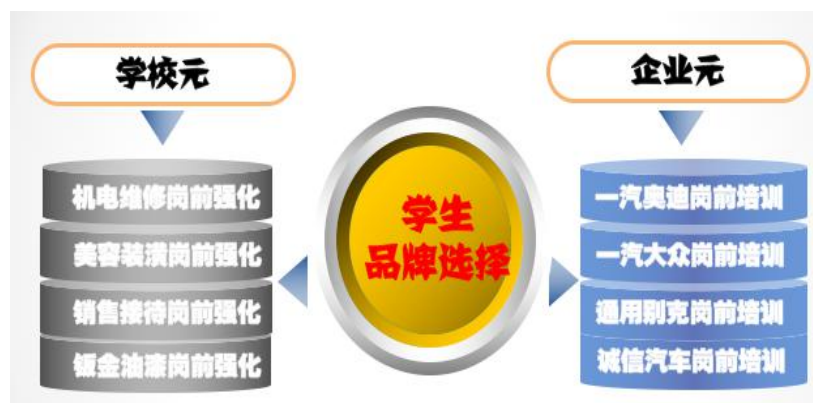 学校元
企业元
机电维修岗前强化
美容装潢岗前强化
销售接待岗前强化
钣金油漆岗前强化
学生
品牌选择
一汽奥迪岗前培训
一汽大众岗前培训
通用别克岗前培训
诚信汽车岗前培训